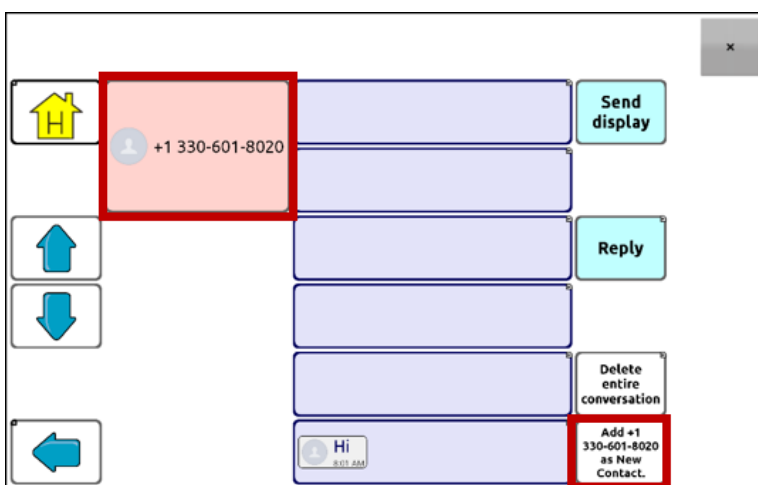 ×
H
+1 330-601-8020
Send
display
Reply
Delete
entire
conversation
Hi
8:01 AM
Add +1
330-601-8020
as New
Contact.